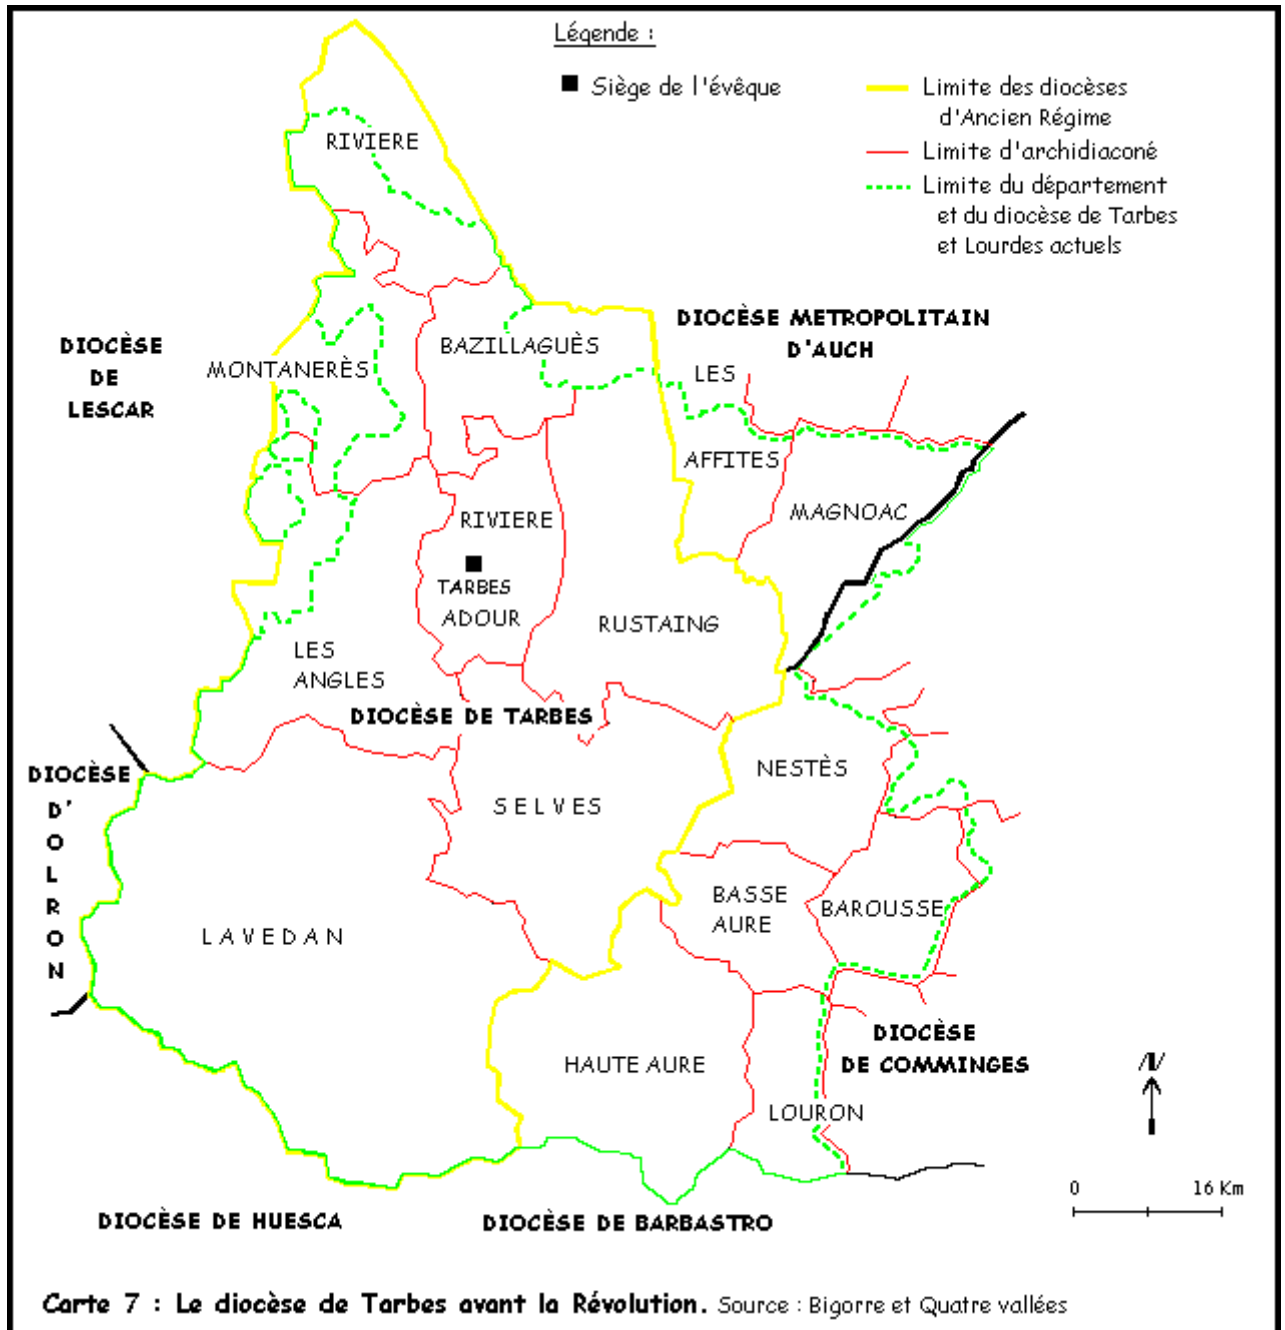 Légende :
Siège de l'évêque
Limite des diocèses
d'Ancien Régime
Limite d'archidiaconé
Limite du département
et du diocèse de Tarbes
et Lourdes actuels
RIVIERE
DIOCÈSE METROPOLITAIN
D'AUCH
DIOCÈSE
DE
LESCAR
MONTANERÈS
BAZILLAGUÈS
LES
AFFITES
MAGNOAC
RIVIERE
TARBES
ADOUR
RUSTAING
LES
ANGLES
DIOCÈSE DE TARBES
NESTÈS
DIOCÈSE
D'
O
L
R
O
N
SELVES
BASSE
AURE
BAROUSSE
LAVEDAN
DIOCÈSE
DE COMMINGES
HAUTE AURE
LOURON
N
0 16 Km
DIOCÈSE DE HUESCA
DIOCÈSE DE BARBASTRO
Carte 7 : Le diocèse de Tarbes avant la Révolution. Source : Bigorre et Quatre vallées